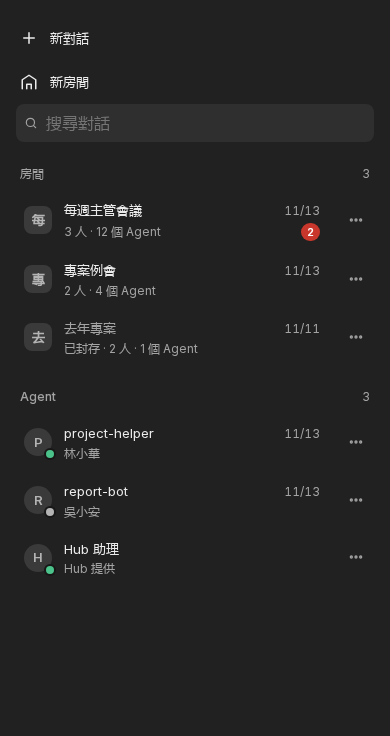 新對話
新房間
搜尋對話
房間 3
每 每週主管會議 11/13
3 人 · 12 個 Agent 2
專 專案例會 11/13
2 人 · 4 個 Agent
去 去年專案 11/11
已封存 · 2 人 · 1 個 Agent
Agent 3
P project-helper 11/13
林小華
R report-bot 11/13
吳小安
H Hub 助理
Hub 提供